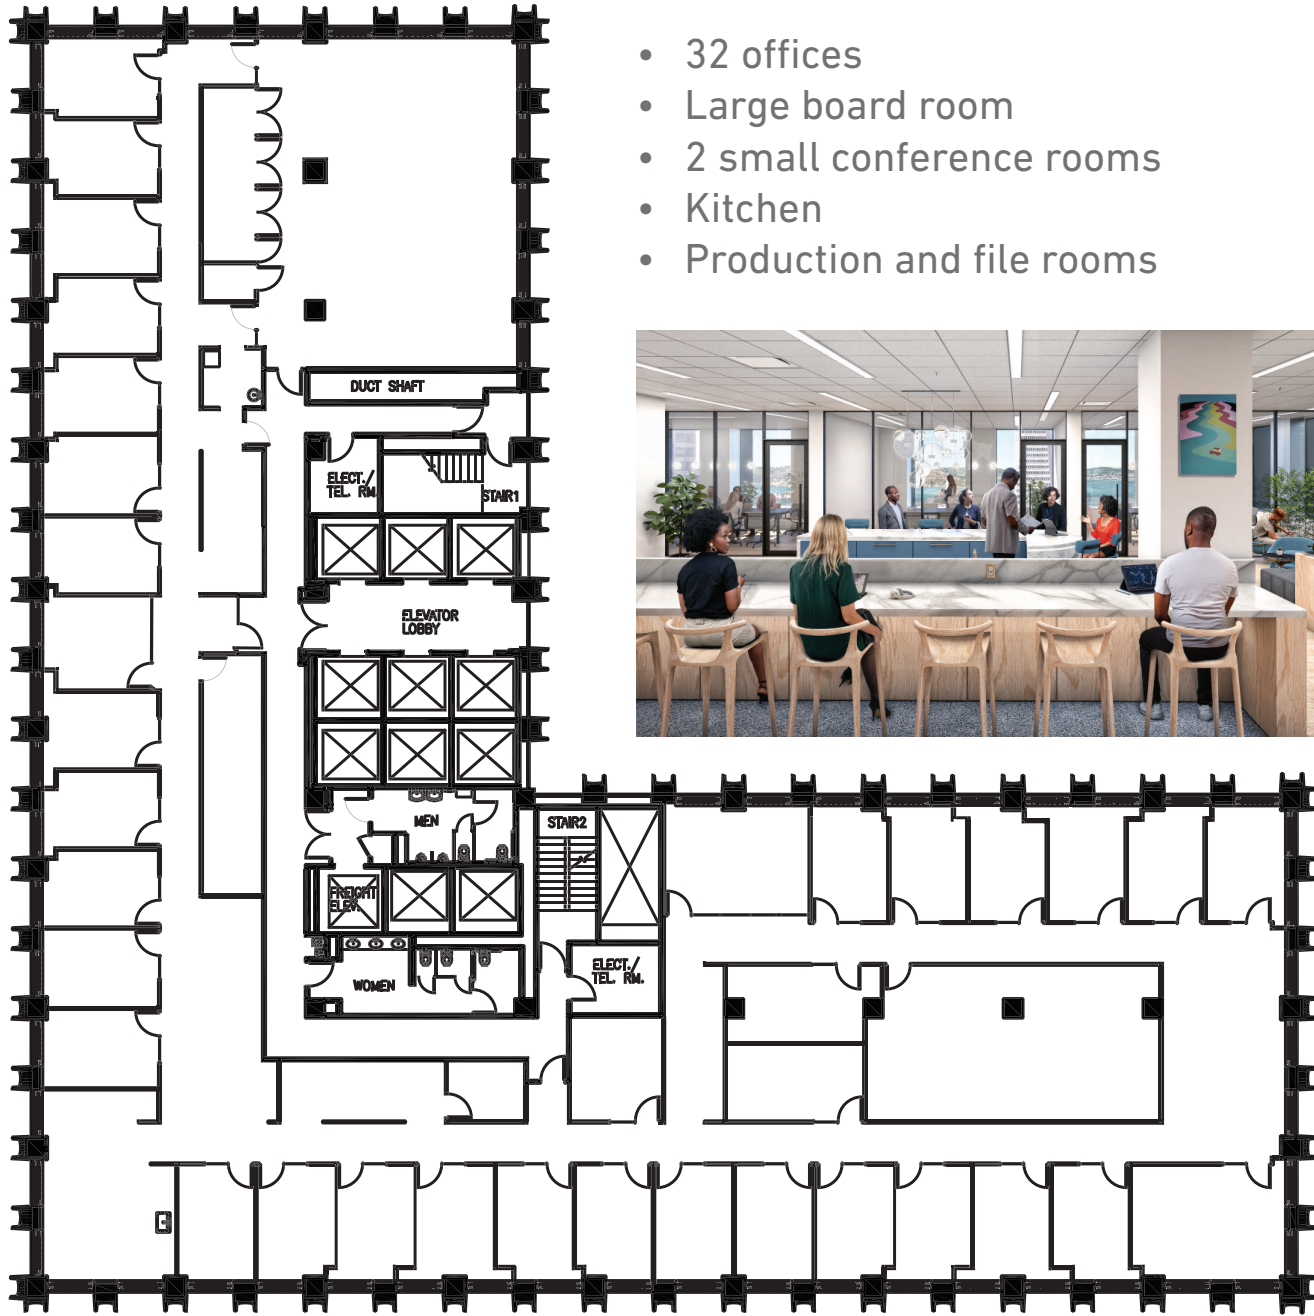 • 32 offices
• Large board room
• 2 small conference rooms
• Kitchen
• Production and file rooms
DUCT SHAFT
ELECT./
TEL. RM.
STAIR1
ELEVATOR
LOBBY
MEN
STAIR2
FREIGHT
ELEV.
ELECT./
TEL. RM.
WOMEN